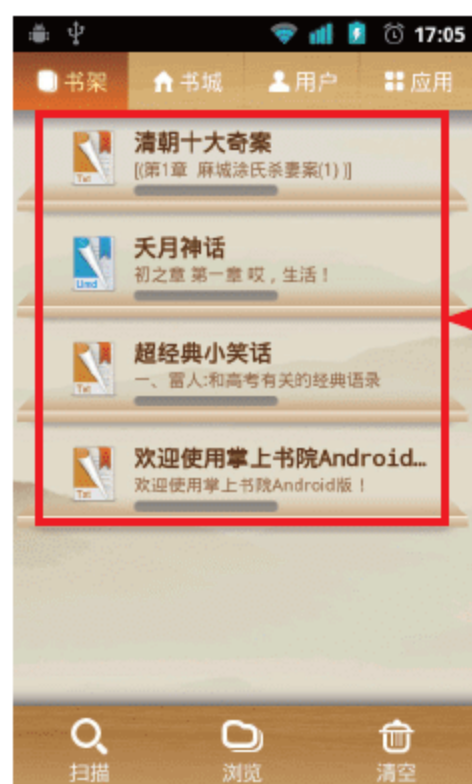 17:05
书架 书城 用户 应用
清朝十大奇案
[(第1章 麻城涂氏杀妻案(1) )]
Txt
天月神话
初之章 第一章 哎，生活！
Umd
超经典小笑话
一、雷人:和高考有关的经典语录
Txt
欢迎使用掌上书院Android...
欢迎使用掌上书院Android版！
Txt
扫描 浏览 清空